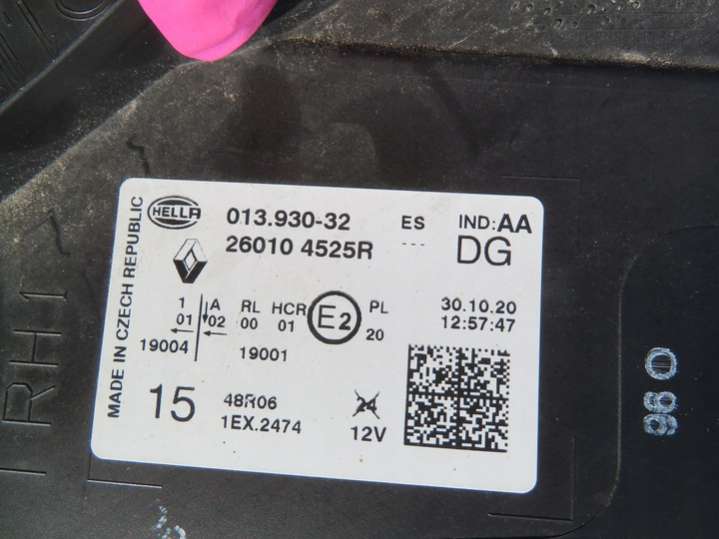 HELLA 013.930-32 ES IND:AA
26010 4525R --- DG
MADE IN CZECH REPUBLIC
1 A RL HCR E2 PL 30.10.20
01 02 00 01 20 12:57:47
19004 19001
15 48R06 24
1EX.2474 12V
RH1
960